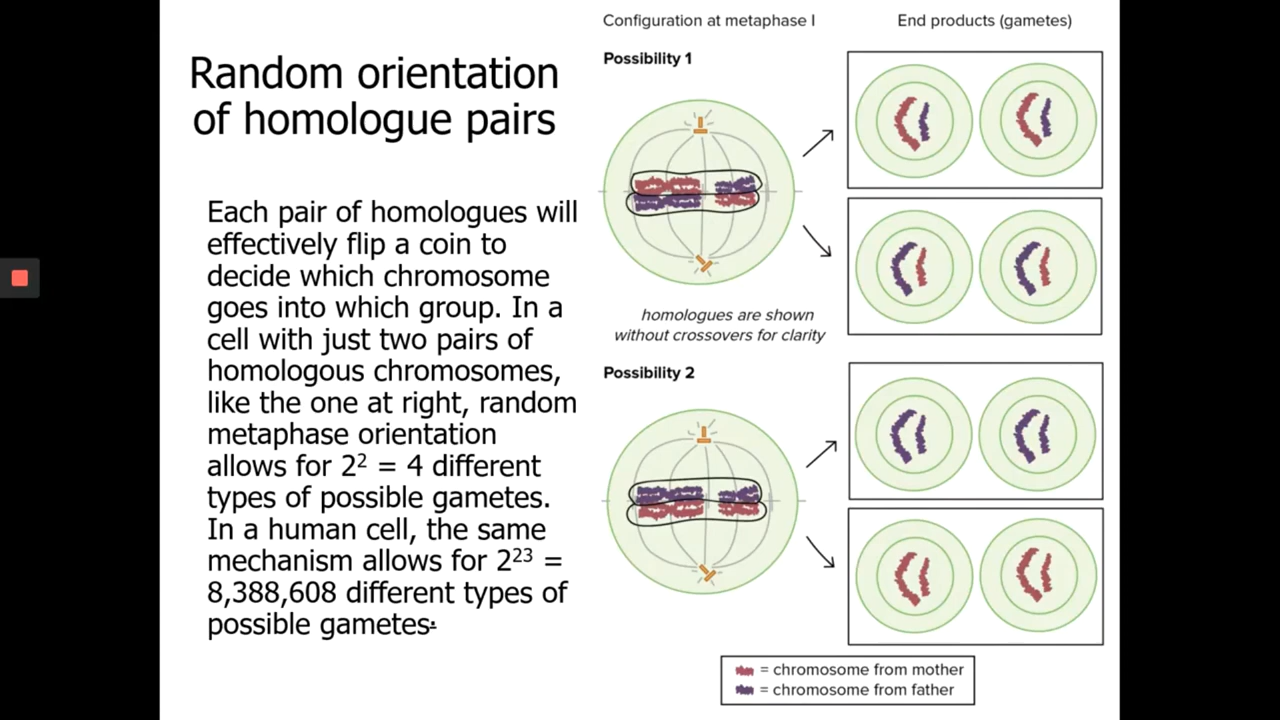 Random orientation
of homologue pairs
Each pair of homologues will
effectively flip a coin to
decide which chromosome
goes into which group. In a
cell with just two pairs of
homologous chromosomes,
like the one at right, random
metaphase orientation
allows for 2² = 4 different
types of possible gametes.
In a human cell, the same
mechanism allows for 2²³ =
8,388,608 different types of
possible gametes.
Configuration at metaphase I
End products (gametes)
Possibility 1
homologues are shown
without crossovers for clarity
Possibility 2
= chromosome from mother
= chromosome from father